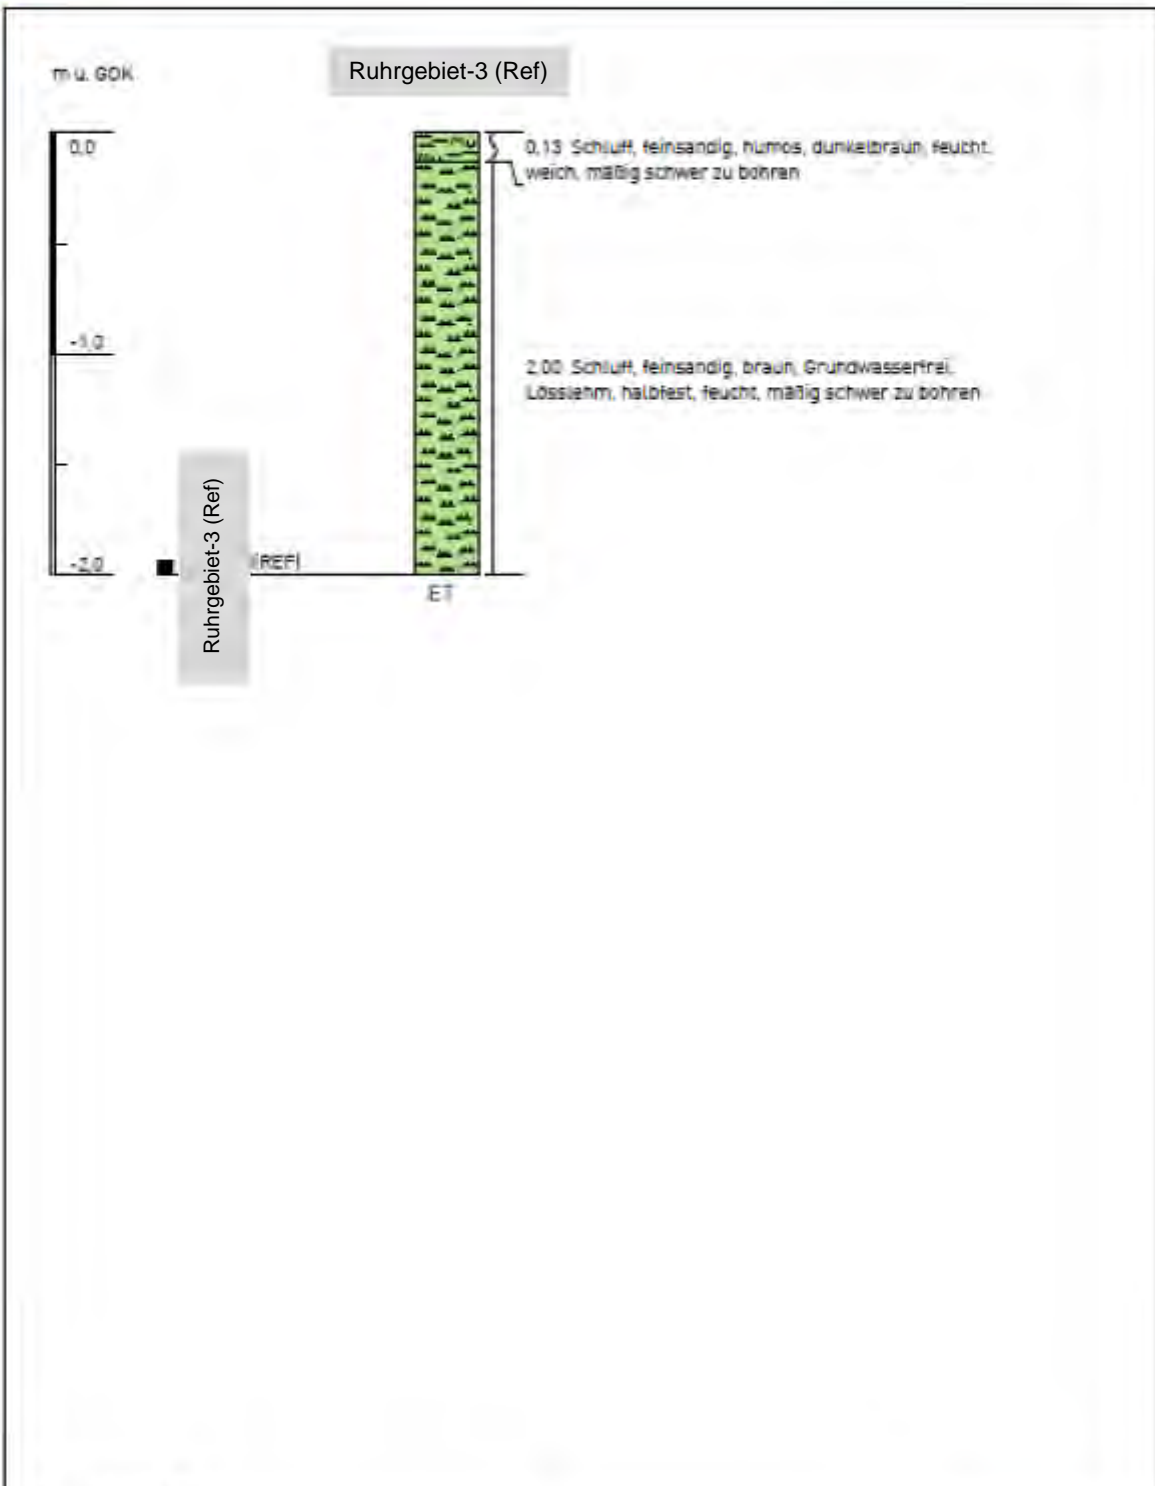 m u. GOK
Ruhrgebiet-3 (Ref)
0,0
0,13 Schluff, feinsandig, humos, dunkelbraun, feucht,
weich, mäßig schwer zu bohren
-1,0
2,00 Schluff, feinsandig, braun, Grundwasserfrei,
Lösslehm, halbfest, feucht, mäßig schwer zu bohren
Ruhrgebiet-3 (Ref)
-2,0
(REF)
ET